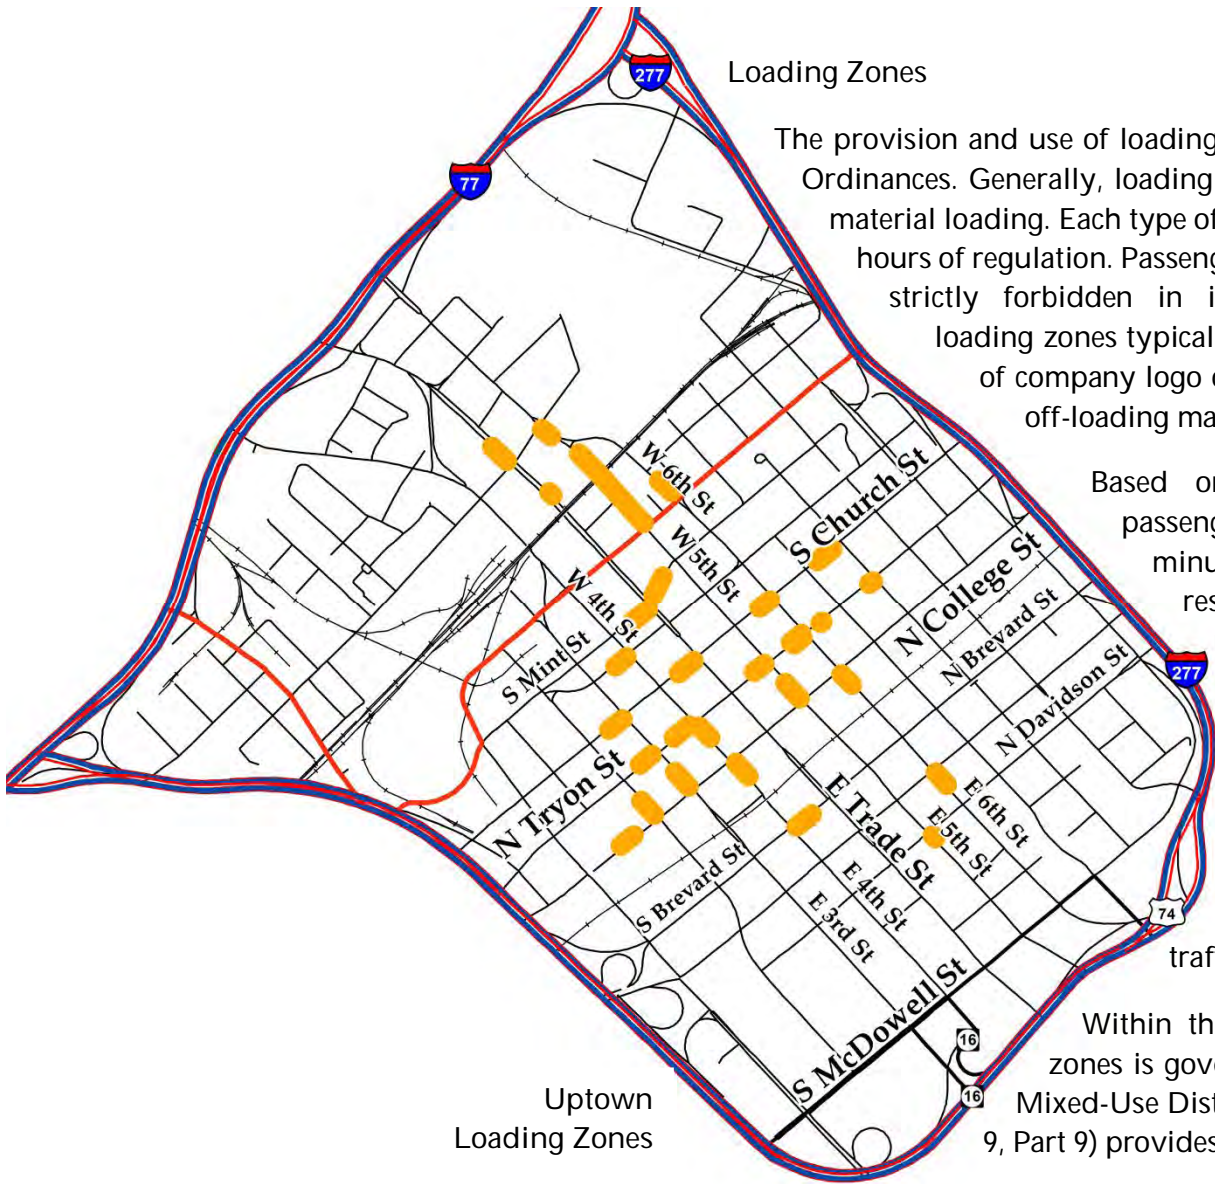 277
Loading Zones
The provision and use of loading
Ordinances. Generally, loading
77
material loading. Each type of
hours of regulation. Passeng
strictly forbidden in i
loading zones typical
of company logo
off-loading ma
W 6th St
S Church St
Based or
passeng
minu
res
W 5th St
N College St
W 4th St
N Brevard St
S Mint St
N Davidson St
277
N Tryon St
E Trade St
E 6th St
E 5th St
S Brevard St
E 4th St
E 3rd St
74
traf
S McDowell St
Within th
16
zones is gove
16
Mixed-Use Dist
9, Part 9) provides
Uptown
Loading Zones